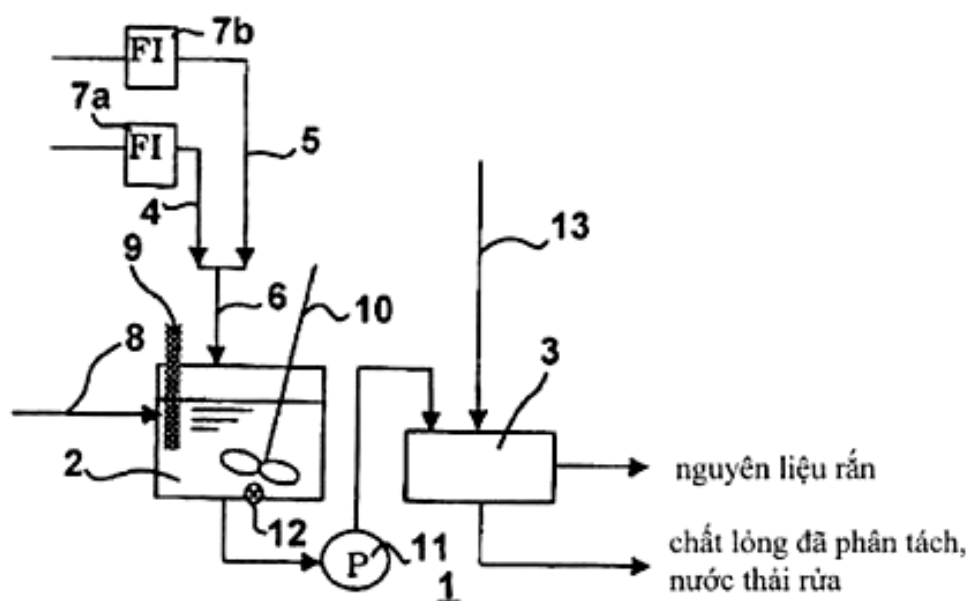 7b
FI
7a
FI
5
4
13
9
6
10
8
3
2
nguyên liệu rắn
12
11
P
chất lỏng đã phân tách,
nước thải rửa
1